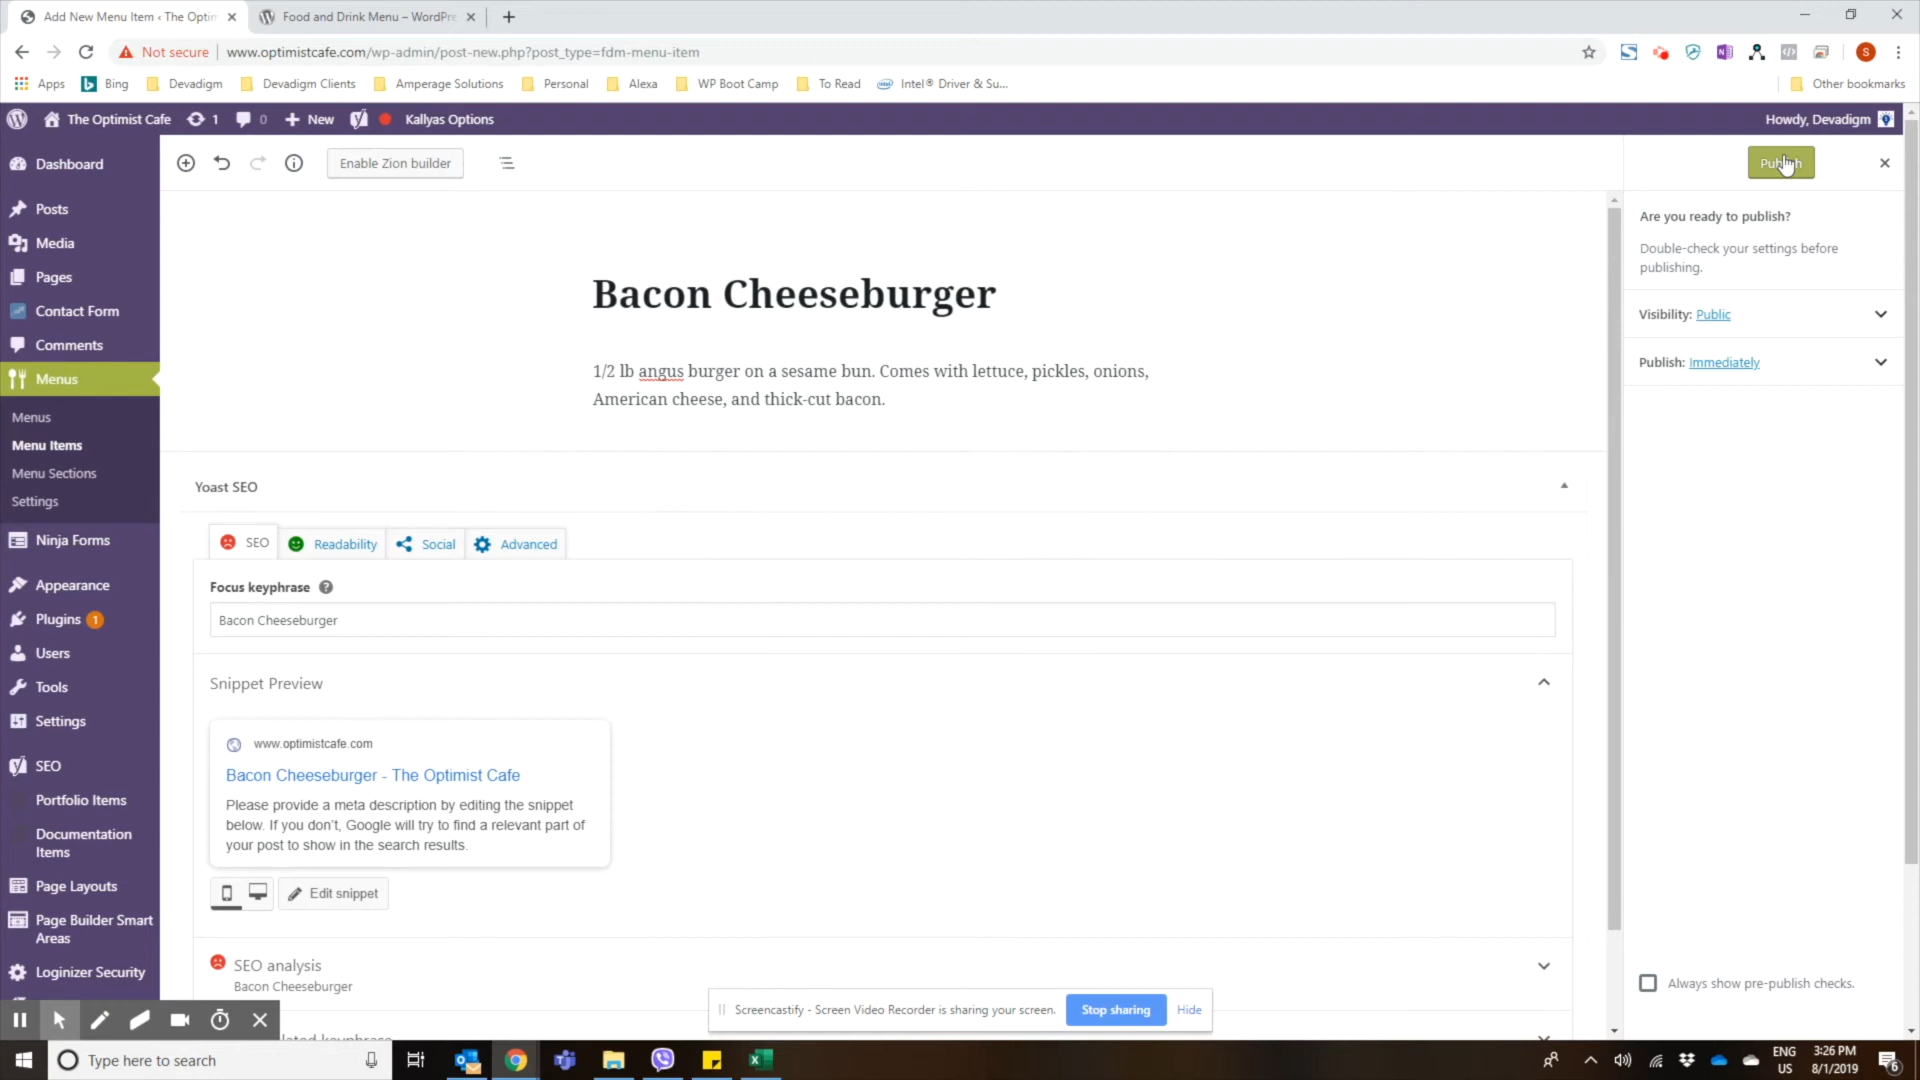 Add New Menu Item ‹ The Optim
Food and Drink Menu – WordPre
Not secure
www.optimistcafe.com/wp-admin/post-new.php?post_type=fdm-menu-item
S
Apps
Bing
Devadigm
Devadigm Clients
Amperage Solutions
Personal
Alexa
WP Boot Camp
To Read
Intel® Driver & Su...
Other bookmarks
The Optimist Cafe
1
0
New
Kallyas Options
Howdy, Devadigm
Dashboard
Posts
Media
Pages
Contact Form
Comments
Menus
Menus
Menu Items
Menu Sections
Settings
Ninja Forms
Appearance
Plugins 1
Users
Tools
Settings
SEO
Portfolio Items
Documentation
Items
Page Layouts
Page Builder Smart
Areas
Loginizer Security
Enable Zion builder
Publish
Are you ready to publish?
Double-check your settings before
publishing.
Visibility: Public
Publish: Immediately
Always show pre-publish checks.
Bacon Cheeseburger
1/2 lb angus burger on a sesame bun. Comes with lettuce, pickles, onions,
American cheese, and thick-cut bacon.
Yoast SEO
SEO
Readability
Social
Advanced
Focus keyphrase
Bacon Cheeseburger
Snippet Preview
www.optimistcafe.com
Bacon Cheeseburger - The Optimist Cafe
Please provide a meta description by editing the snippet
below. If you don't, Google will try to find a relevant part of
your post to show in the search results.
Edit snippet
SEO analysis
Bacon Cheeseburger
Screencastify - Screen Video Recorder is sharing your screen.
Stop sharing
Hide
Type here to search
ENG
US
3:26 PM
8/1/2019
6